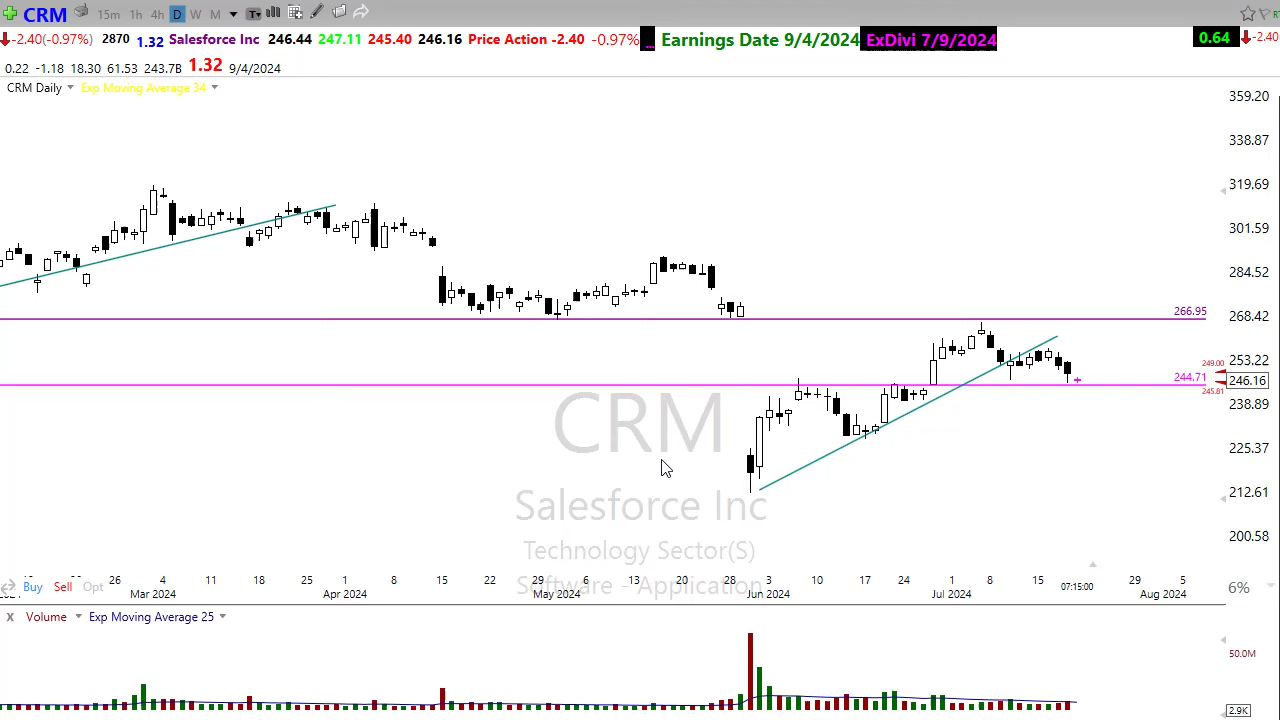 CRM 15m 1h 4h D W M T
-2.40(-0.97%) 2870 1.32 Salesforce Inc 246.44 247.11 245.40 246.16 Price Action -2.40 -0.97% ... Earnings Date 9/4/2024 ExDivi 7/9/2024 0.64 -2.40
0.22 -1.18 18.30 61.53 243.7B 1.32 9/4/2024
CRM Daily Exp Moving Average 34
359.20
338.87
319.69
301.59
284.52
266.95
268.42
249.00
253.22
244.71
246.16
245.81
238.89
225.37
212.61
200.58
CRM
Salesforce Inc
Technology Sector(S)
Software - Application
26 4 11 18 25 1 8 15 22 29 6 13 20 28 3 10 17 24 1 8 15 07:15:00 29 5
Buy Sell Opt 6%
Mar 2024 Apr 2024 May 2024 Jun 2024 Jul 2024 Aug 2024
X Volume Exp Moving Average 25
50.0M
2.9K